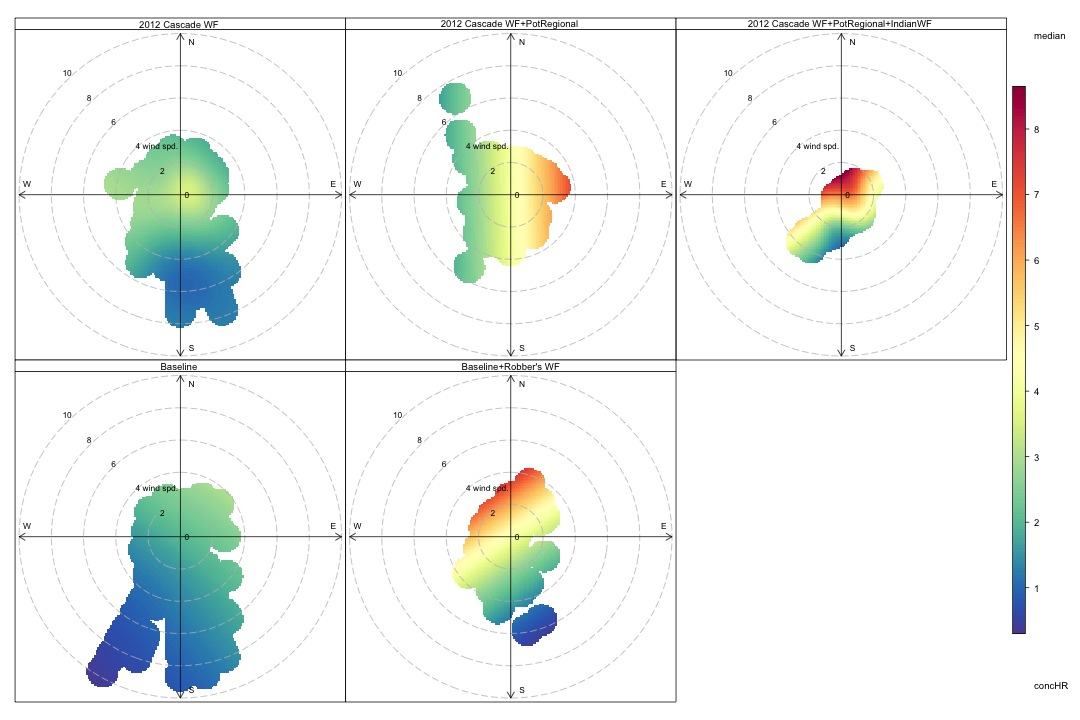 2012 Cascade WF
N
10
8
6
4 wind spd.
2
W
0
E
S
2012 Cascade WF+PotRegional
N
10
8
6
4 wind spd.
2
W
0
E
S
2012 Cascade WF+PotRegional+IndianWF
N
10
8
6
4 wind spd.
2
W
0
E
S
Baseline
N
10
8
6
4 wind spd.
2
W
0
E
S
Baseline+Robber's WF
N
10
8
6
4 wind spd.
2
W
0
E
S
median
8
7
6
5
4
3
2
1
concHR